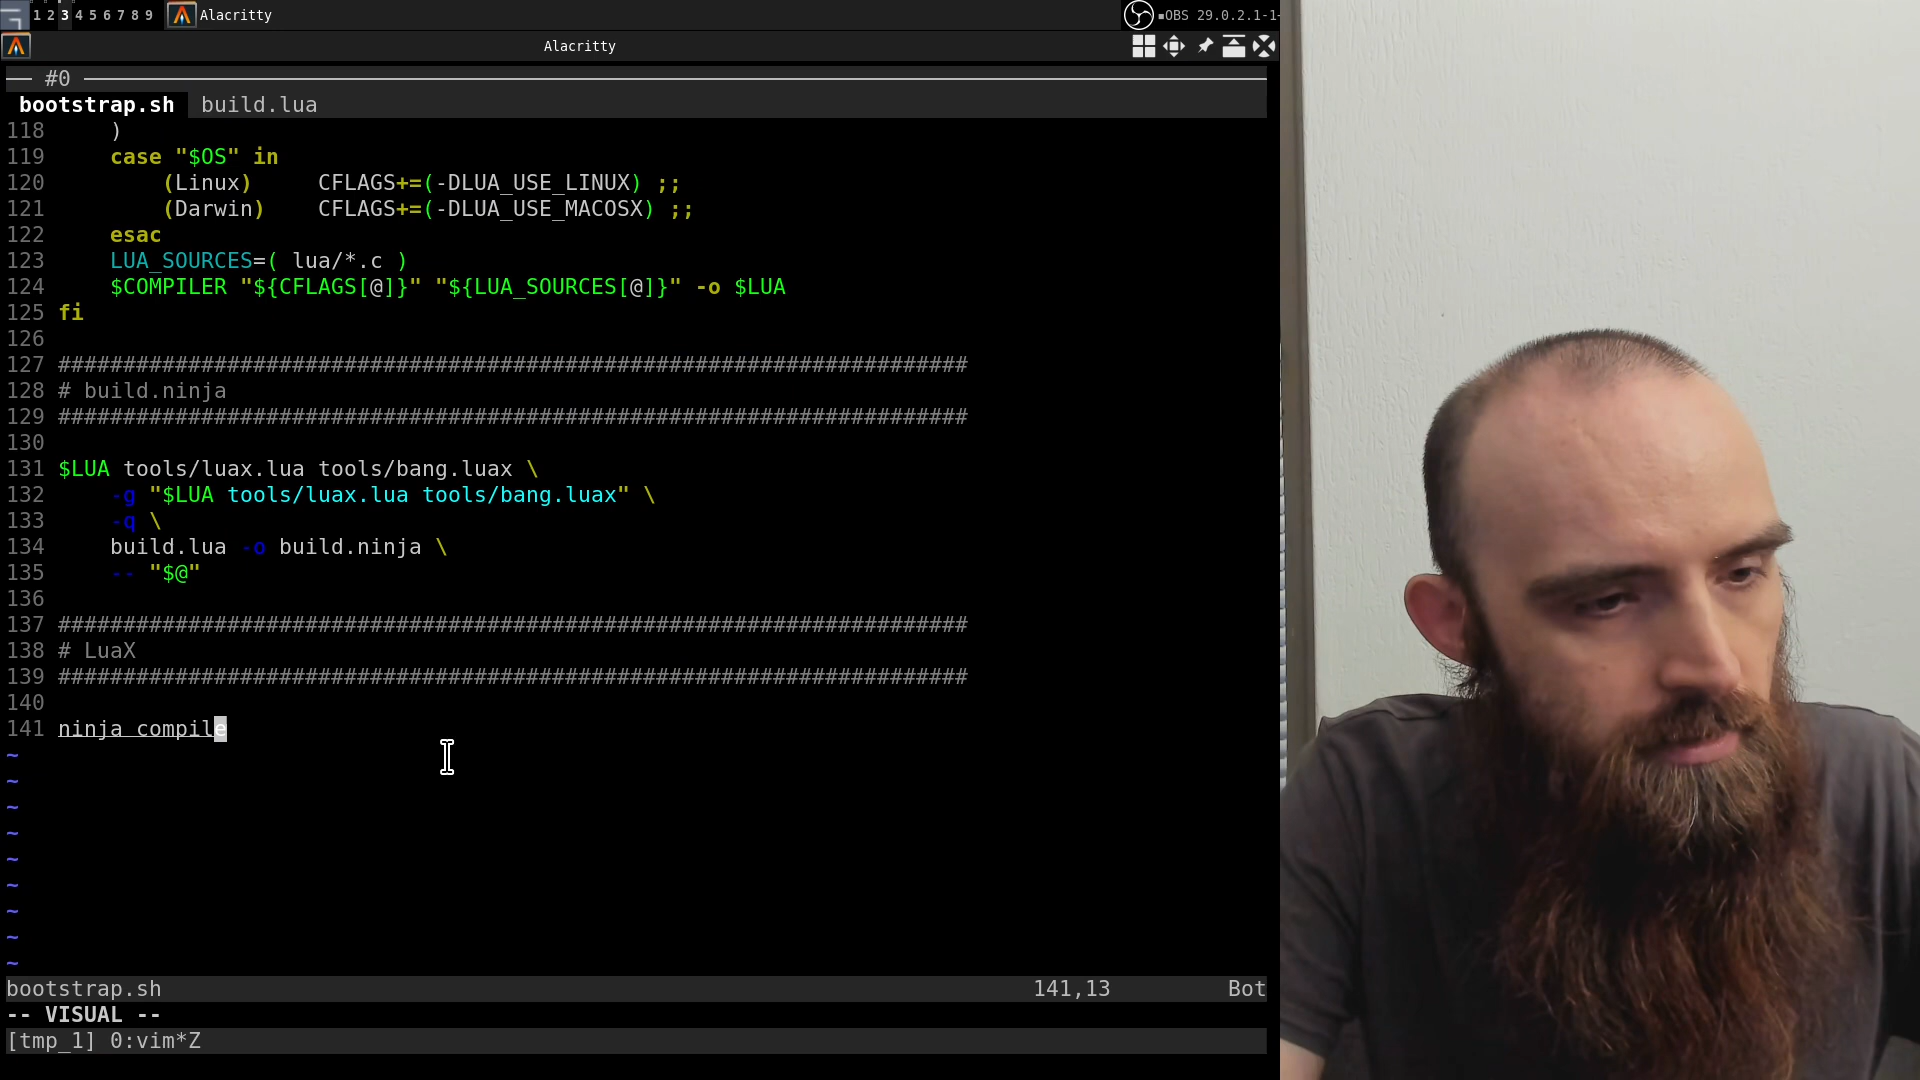 1 2 3 4 5 6 7 8 9 Alacritty OBS 29.0.2.1-1-
Alacritty
#0
bootstrap.sh build.lua
118     )
119     case "$OS" in
120         (Linux)     CFLAGS+=(-DLUA_USE_LINUX) ;;
121         (Darwin)    CFLAGS+=(-DLUA_USE_MACOSX) ;;
122     esac
123     LUA_SOURCES=( lua/*.c )
124     $COMPILER "${CFLAGS[@]}" "${LUA_SOURCES[@]}" -o $LUA
125 fi
126
127 ######################################################################
128 # build.ninja
129 ######################################################################
130
131 $LUA tools/luax.lua tools/bang.luax \
132     -g "$LUA tools/luax.lua tools/bang.luax" \
133     -q \
134     build.lua -o build.ninja \
135     -- "$@"
136
137 ######################################################################
138 # LuaX
139 ######################################################################
140
141 ninja compile
~
~
~
~
~
~
~
~
~
bootstrap.sh 141,13 Bot
-- VISUAL --
[tmp_1] 0:vim*Z